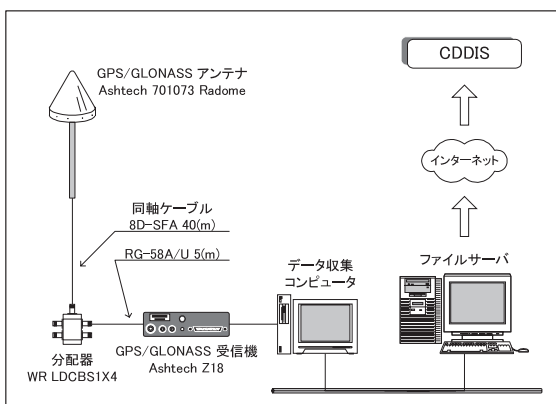 CDDIS
GPS/GLONASS アンテナ
Ashtech 701073 Radome
インターネット
同軸ケーブル
8D-SFA 40(m)
RG-58A/U 5(m)
データ収集
コンピュータ
ファイルサーバ
分配器
WR LDCBS1X4
GPS/GLONASS 受信機
Ashtech Z18